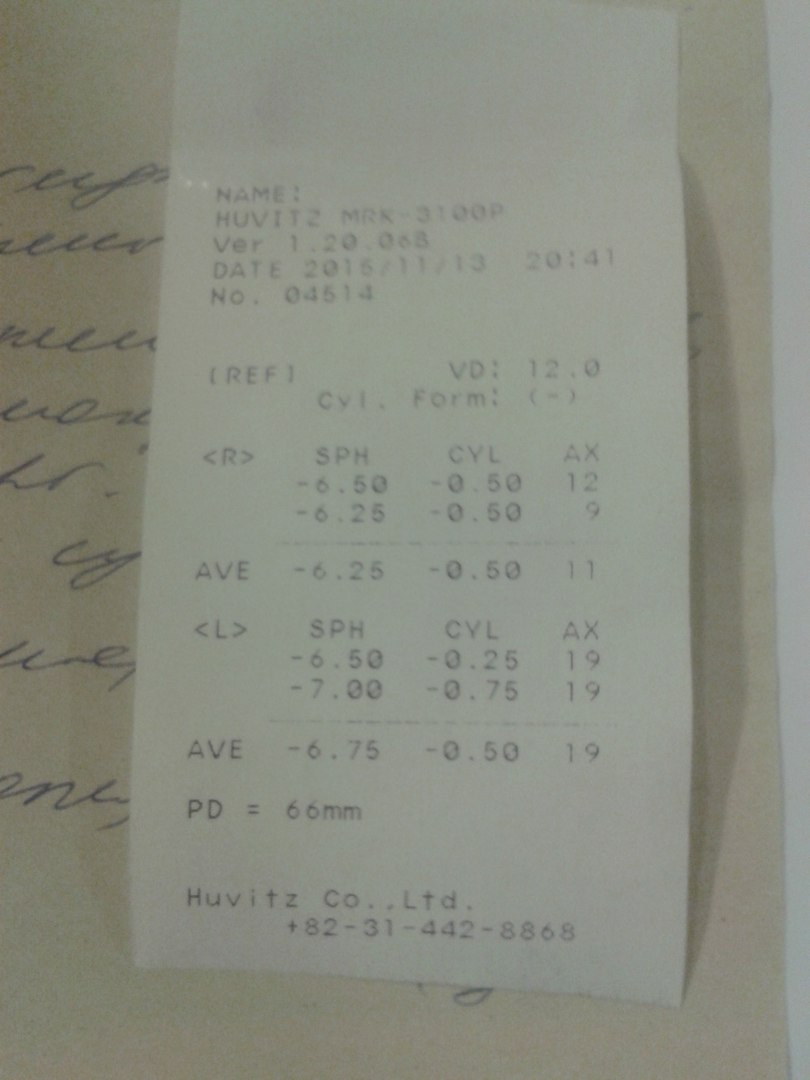 NAME:
HUVITZ MRK-3100P
Ver 1.20.06B
DATE 2015/11/13 20:41
No. 04514
[REF] VD: 12.0
Cyl. Form: (-)
<R> SPH CYL AX
-6.50 -0.50 12
-6.25 -0.50 9
AVE -6.25 -0.50 11
<L> SPH CYL AX
-6.50 -0.25 19
-7.00 -0.75 19
AVE -6.75 -0.50 19
PD = 66mm
Huvitz Co.,Ltd.
+82-31-442-8868